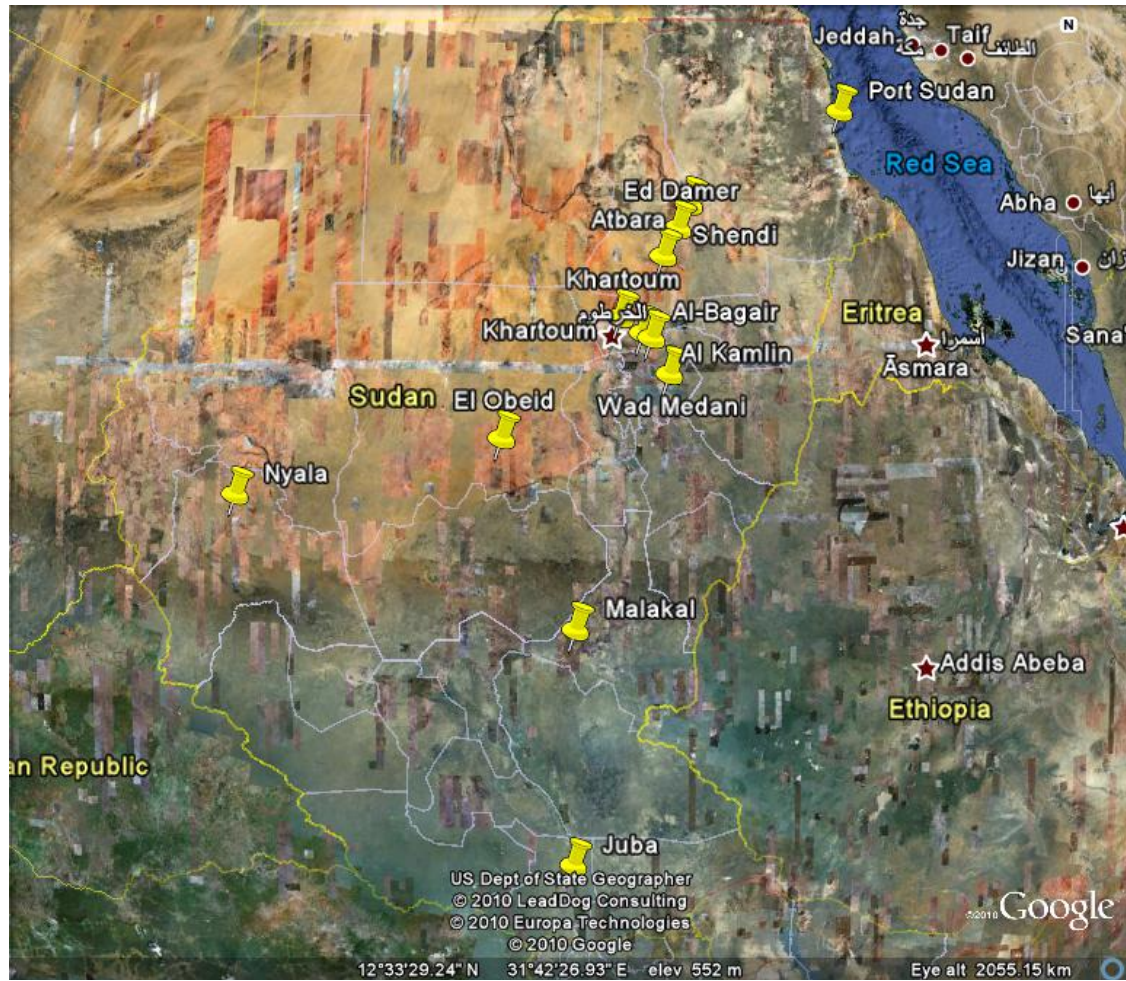 جدة
Jeddah
مكة
Taif
الطائف
N
Port Sudan
Red Sea
Abha
أبها
Ed Damer
Atbara
Shendi
Jizan
زان
Khartoum
الخرطوم
Al-Bagair
Khartoum
Eritrea
أسمرا
Sana'
Āsmara
Al Kamlin
Sudan
El Obeid
Wad Medani
Nyala
Malakal
Addis Abeba
Ethiopia
an Republic
Juba
US Dept of State Geographer
© 2010 LeadDog Consulting
© 2010 Europa Technologies
© 2010 Google
©2010 Google
12°33'29.24" N 31°42'26.93" E elev 552 m
Eye alt 2055.15 km